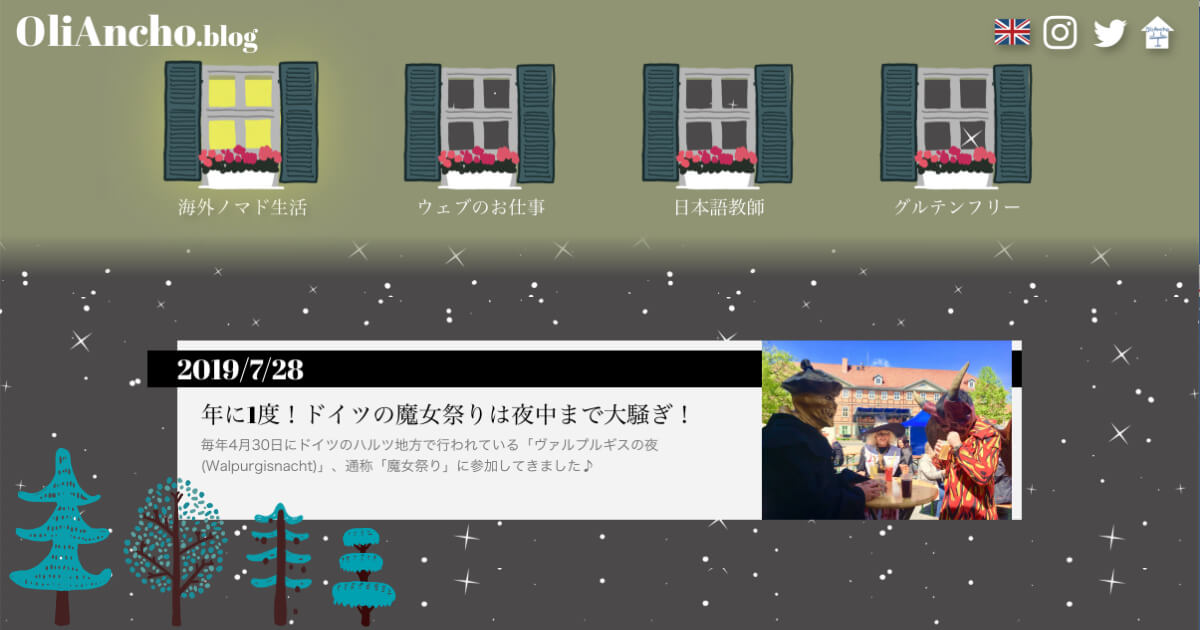 OliAncho.blog
海外ノマド生活
ウェブのお仕事
日本語教師
グルテンフリー
2019/7/28
年に1度！ドイツの魔女祭りは夜中まで大騒ぎ！
毎年4月30日にドイツのハルツ地方で行われている「ヴァルプルギスの夜
(Walpurgisnacht)」、通称「魔女祭り」に参加してきました♪